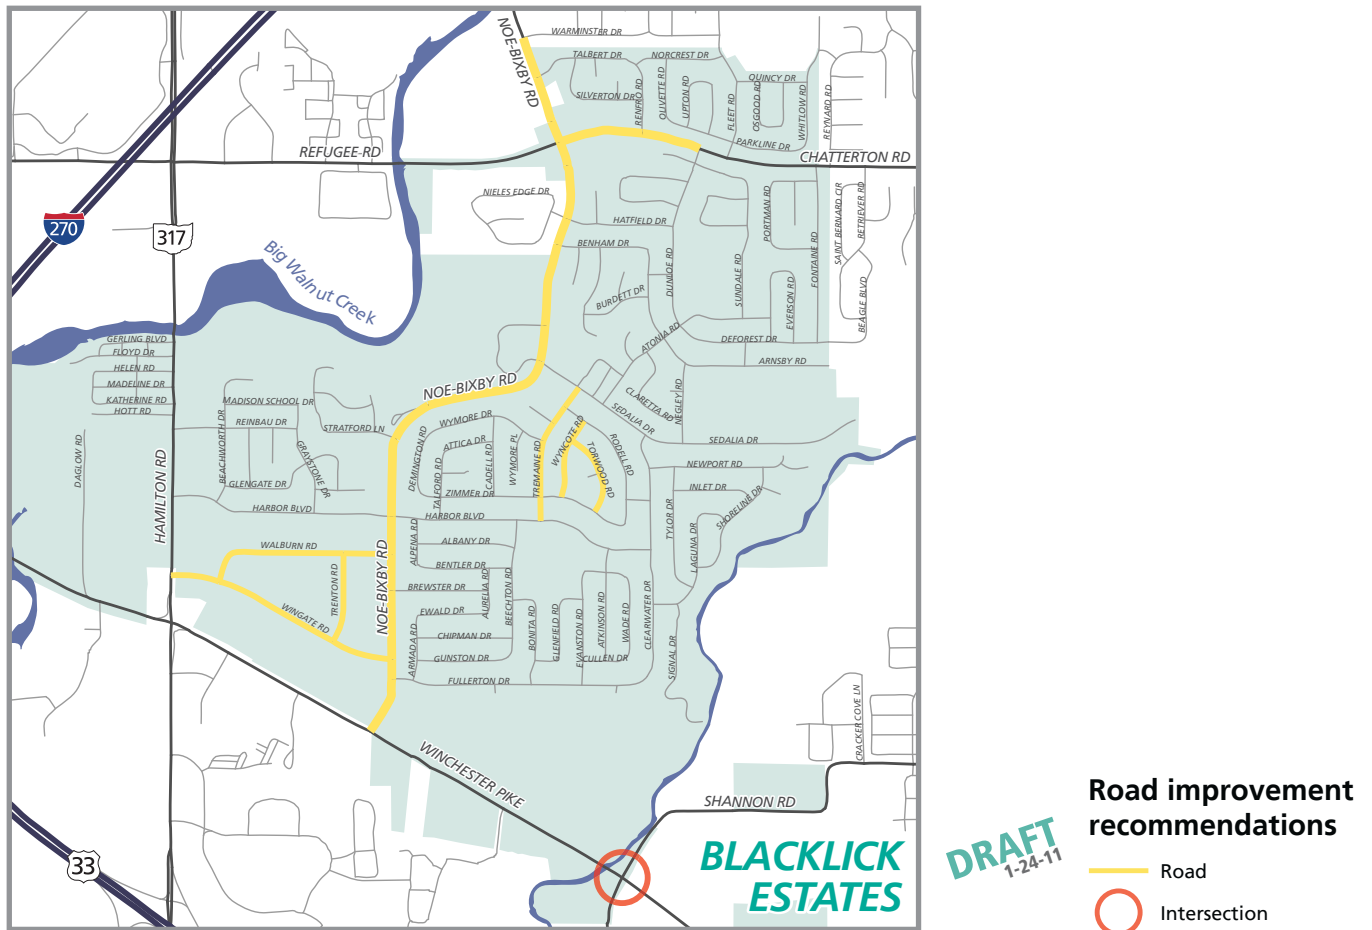 NOE-BIXBY RD
WARMINSTER DR
TALBERT DR
NORCREST DR
QUINCY DR
SILVERTON DR
RENFRO RD
OLIVETTE RD
UPTON RD
FLEET RD
OSGOOD RD
WHITLOW RD
REYNARD RD
PARKLINE DR
REFUGEE RD
CHATTERTON RD
NIELES EDGE DR
HATFIELD DR
PORTMAN RD
SAINT BERNARD CIR
RETRIEVER RD
270
317
Big Walnut Creek
BENHAM DR
DUNLOE RD
SUNDALE RD
FONTAINE RD
BURDETT DR
EVERSON RD
BEAGLE BLVD
GERLING BLVD
FLOYD DR
HELEN RD
MADELINE DR
KATHERINE RD
HOTT RD
ATONIA RD
DEFOREST DR
ARNSBY RD
NOE-BIXBY RD
MADISON SCHOOL DR
REINBAU DR
STRATFORD LN
BEACHWORTH DR
GRAYSTONE DR
GLENGATE DR
HARBOR BLVD
DAGLOW RD
HAMILTON RD
WYMORE DR
DEMINGTON RD
ATTICA DR
TALFORD RD
CADELL RD
WYMORE PL
TREMAINE RD
WYNCOTE RD
TORWOOD RD
RODELL RD
CLARETTA RD
NEGLEY RD
SEDALIA DR
SEDALIA DR
NEWPORT RD
INLET DR
SHORELINE DR
ZIMMER DR
HARBOR BLVD
TAYLOR DR
LAGUNA DR
WALBURN RD
TRENTON RD
WINGATE RD
NOE-BIXBY RD
ALPENA RD
ALBANY DR
BENTLER DR
BREWSTER DR
AURELIA RD
BEECHTON RD
EWALD DR
CHIPMAN DR
ARMADA RD
GUNSTON DR
FULLERTON DR
BONITA RD
GLENFIELD RD
EVANSTON RD
ATKINSON RD
WADE RD
CULLEN DR
CLEARWATER DR
SIGNAL DR
CRACKER COVE LN
WINCHESTER PIKE
SHANNON RD
33
BLACKLICK
ESTATES
DRAFT
1-24-11
Road improvement
recommendations
Road
Intersection